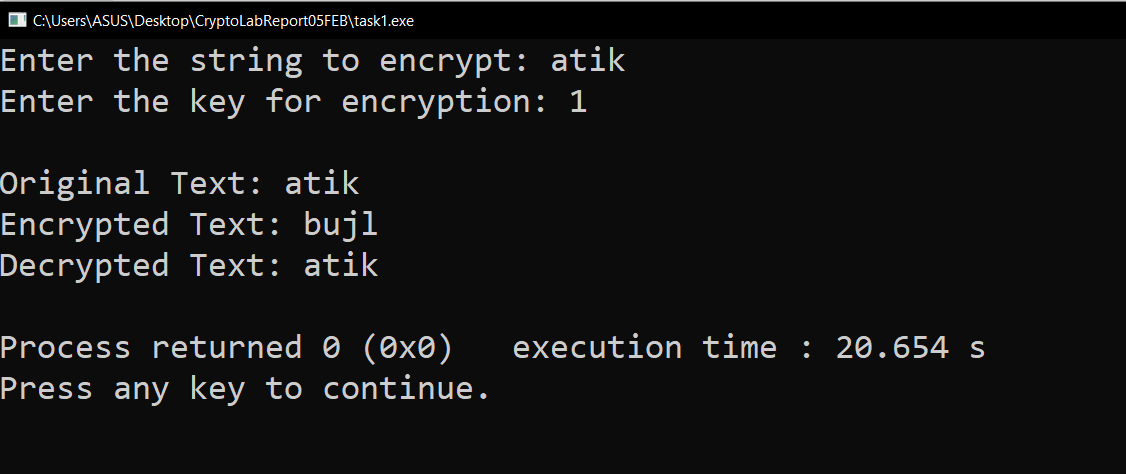 C:\Users\ASUS\Desktop\CryptoLabReport05FEB\task1.exe
Enter the string to encrypt: atik
Enter the key for encryption: 1
Original Text: atik
Encrypted Text: bujl
Decrypted Text: atik
Process returned 0 (0x0)   execution time : 20.654 s
Press any key to continue.